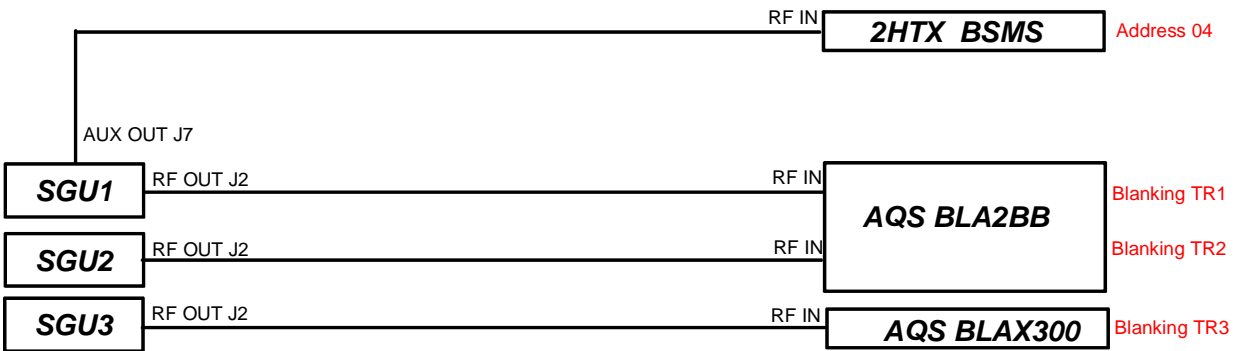 RF IN
2HTX BSMS
Address 04
AUX OUT J7
SGU1
RF OUT J2
RF IN
AQS BLA2BB
Blanking TR1
SGU2
RF OUT J2
RF IN
Blanking TR2
SGU3
RF OUT J2
RF IN
AQS BLAX300
Blanking TR3